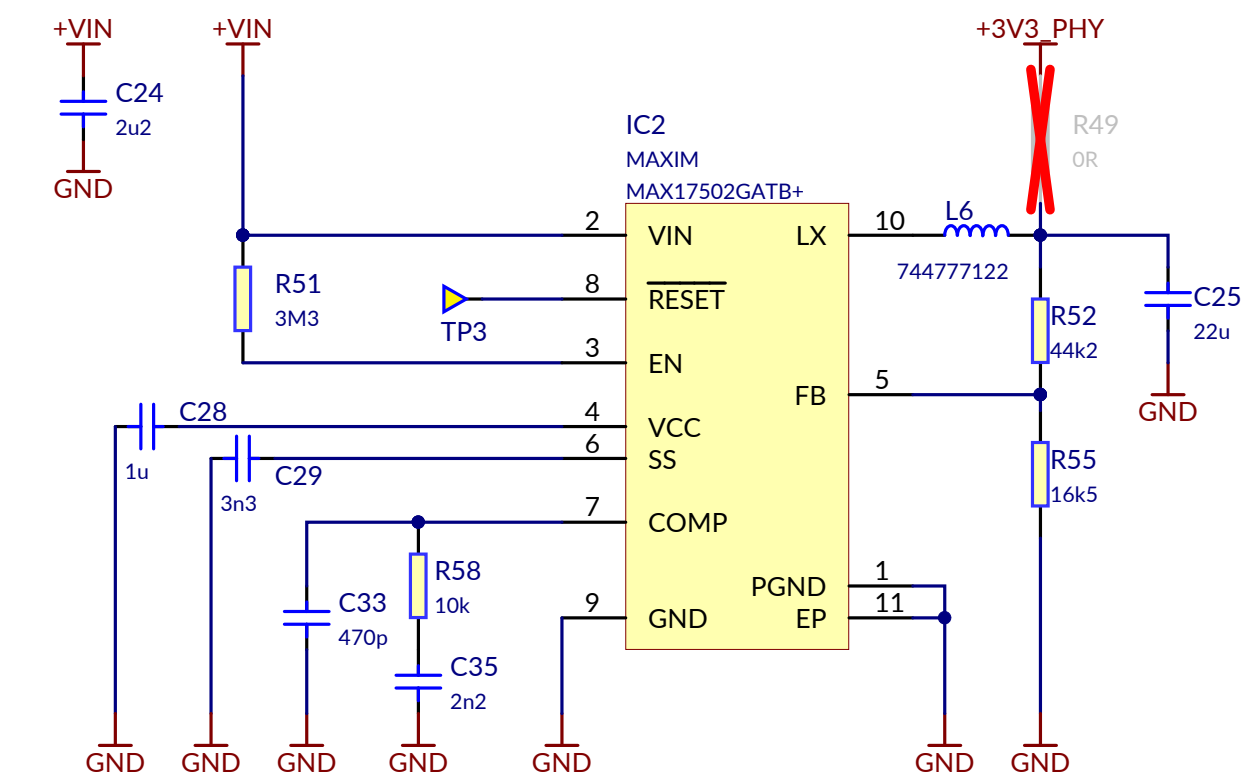 +VIN
+VIN
+3V3_PHY
C24
2u2
GND
R49
0R
IC2
MAXIM
MAX17502GATB+
2
VIN
LX
10
L6
744777122
R51
3M3
8
RESET
TP3
3
EN
C25
22u
GND
R52
44k2
5
FB
C28
1u
4
VCC
6
SS
C29
3n3
R55
16k5
7
COMP
R58
10k
C33
470p
C35
2n2
1
PGND
11
EP
9
GND
GND
GND
GND
GND
GND
GND
GND